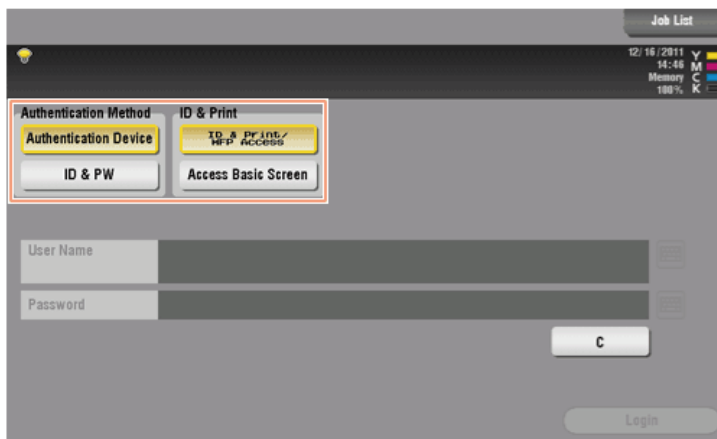 Job List
12/16/2011
14:46
Memory
100%
Y
M
C
K
Authentication Method
ID & Print
Authentication Device
ID & Print/
MFP Access
ID & PW
Access Basic Screen
User Name
Password
C
Login